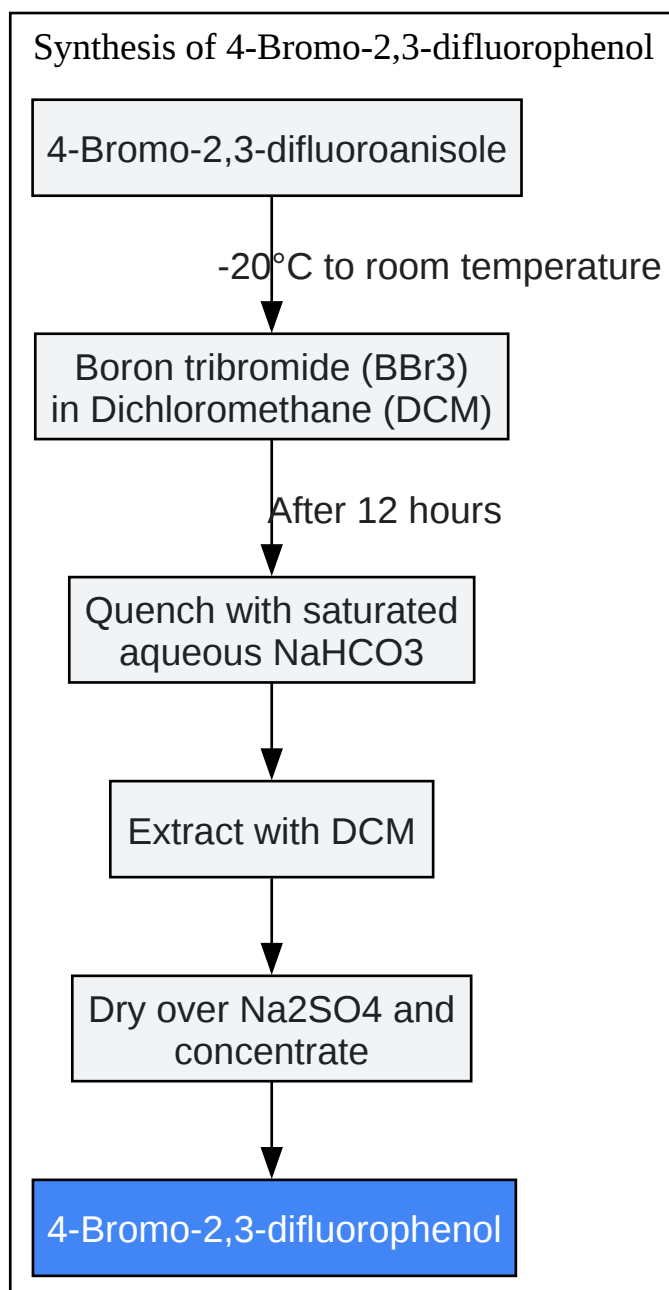 Synthesis of 4-Bromo-2,3-difluorophenol
4-Bromo-2,3-difluoroanisole
-20°C to room temperature
Boron tribromide (BBr3)
in Dichloromethane (DCM)
After 12 hours
Quench with saturated
aqueous NaHCO3
Extract with DCM
Dry over Na2SO4 and
concentrate
4-Bromo-2,3-difluorophenol